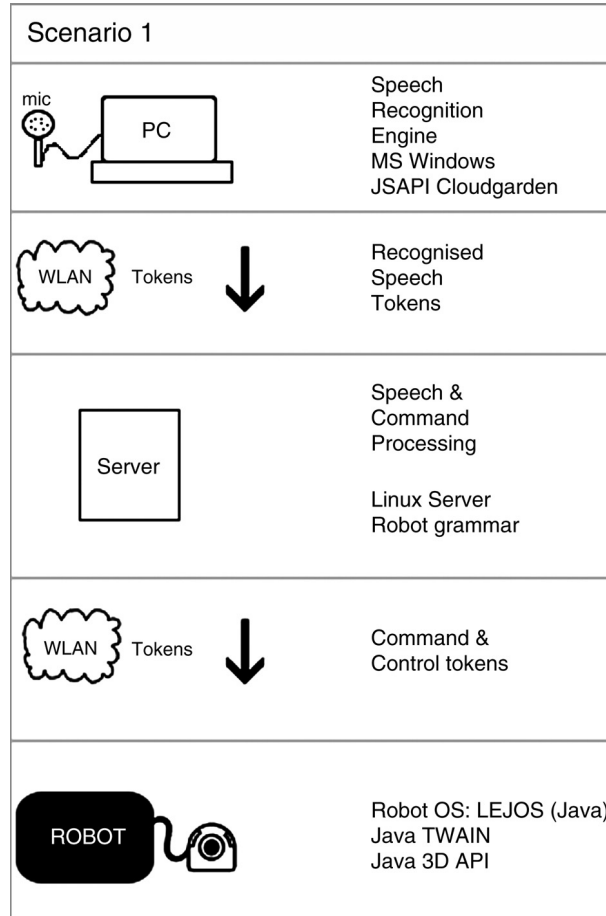 Scenario 1
mic
PC
Speech
Recognition
Engine
MS Windows
JSAPI Cloudgarden
WLAN
Tokens
Recognised
Speech
Tokens
Server
Speech &
Command
Processing
Linux Server
Robot grammar
WLAN
Tokens
Command &
Control tokens
ROBOT
Robot OS: LEJOS (Java)
Java TWAIN
Java 3D API